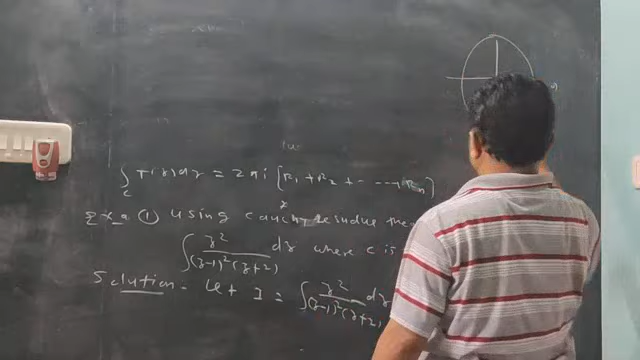 ∫_C f(z)dz = 2πi [R₁ + R₂ + - - - + Rₙ]
Exa ① Using Cauchy Residue the
∫ z²/((z-1)²(z+2)) dz where C is
Solution - Let I = ∫ z²/((z-1)²(z+2)) dz